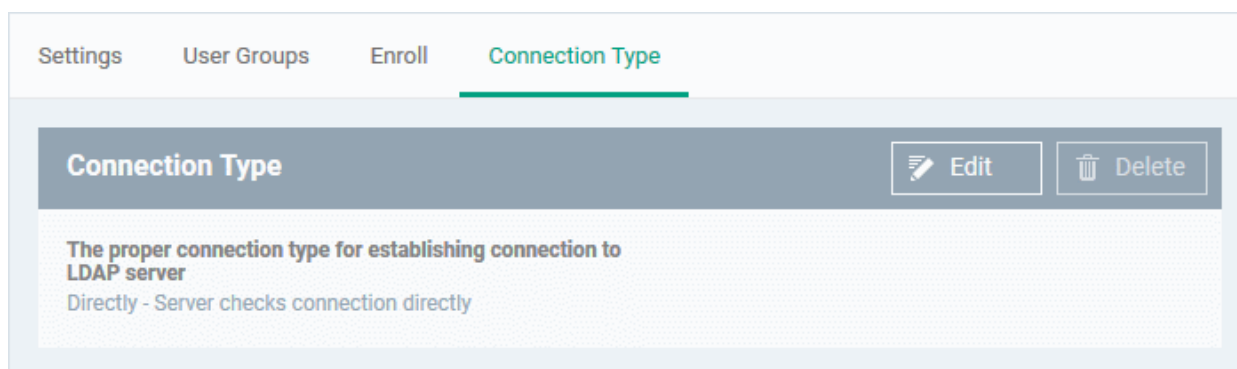 Settings User Groups Enroll Connection Type
Connection Type Edit Delete
The proper connection type for establishing connection to
LDAP server
Directly - Server checks connection directly